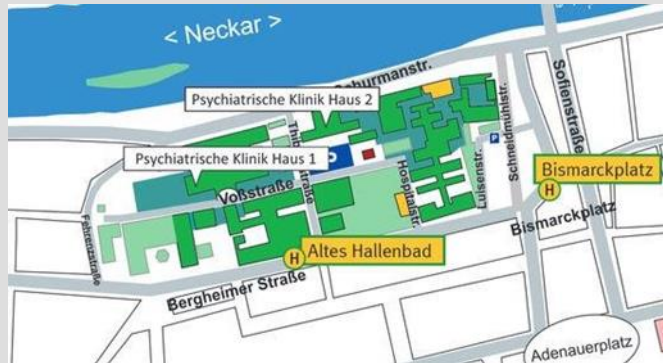 < Neckar >
Schurmanstr.
Sofienstraße
Psychiatrische Klinik Haus 2
Schneidmühlstr.
P
Psychiatrische Klinik Haus 1
P
Bismarckplatz
H
Voßstraße
Hospitalstr.
Luisenstr.
Fehrenzstraße
Bismarckplatz
H
Altes Hallenbad
Bergheimer Straße
Adenauerplatz